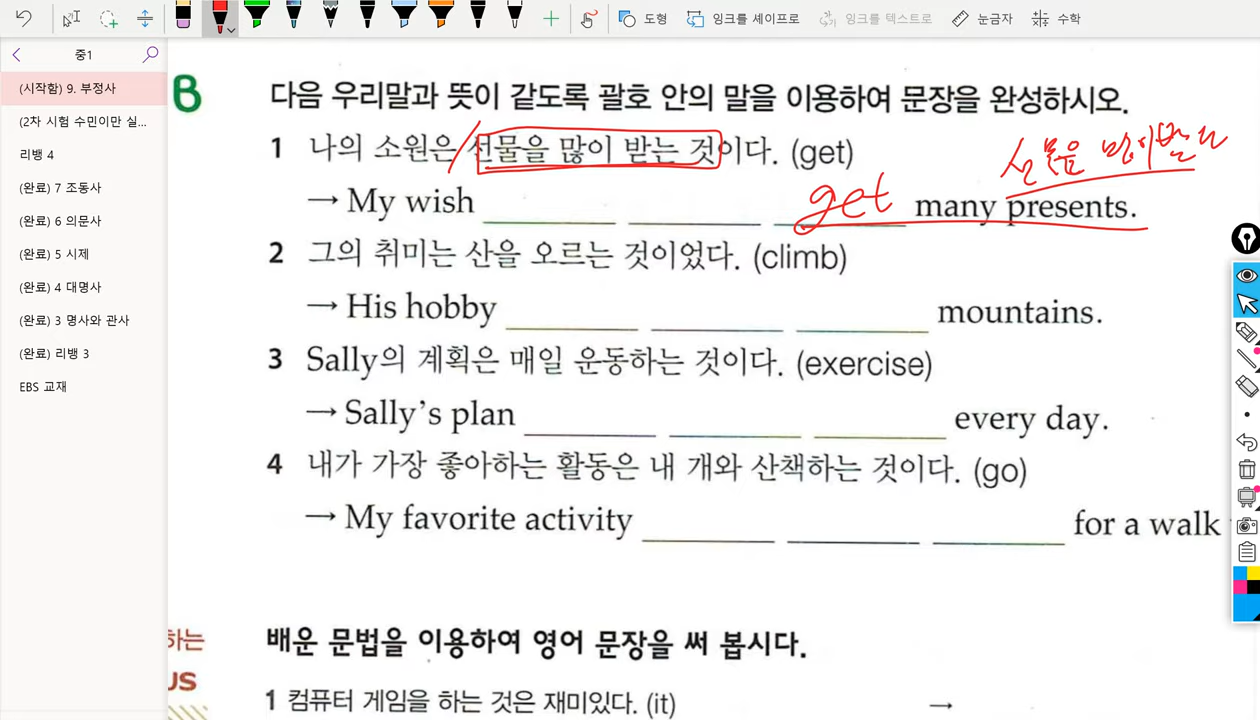 도형 잉크를 셰이프로 잉크를 텍스트로 눈금자 수학
중1
(시작함) 9. 부정사
(2차 시험 수민이만 실...
리뱅 4
(완료) 7 조동사
(완료) 6 의문사
(완료) 5 시제
(완료) 4 대명사
(완료) 3 명사와 관사
(완료) 리뱅 3
EBS 교재
B 다음 우리말과 뜻이 같도록 괄호 안의 말을 이용하여 문장을 완성하시오.
1 나의 소원은 선물을 많이 받는 것이다. (get)
선물을 많이 받는
→ My wish get many presents.
2 그의 취미는 산을 오르는 것이었다. (climb)
→ His hobby mountains.
3 Sally의 계획은 매일 운동하는 것이다. (exercise)
→ Sally's plan every day.
4 내가 가장 좋아하는 활동은 내 개와 산책하는 것이다. (go)
→ My favorite activity for a walk
하는
US
배운 문법을 이용하여 영어 문장을 써 봅시다.
1 컴퓨터 게임을 하는 것은 재미있다. (it) →